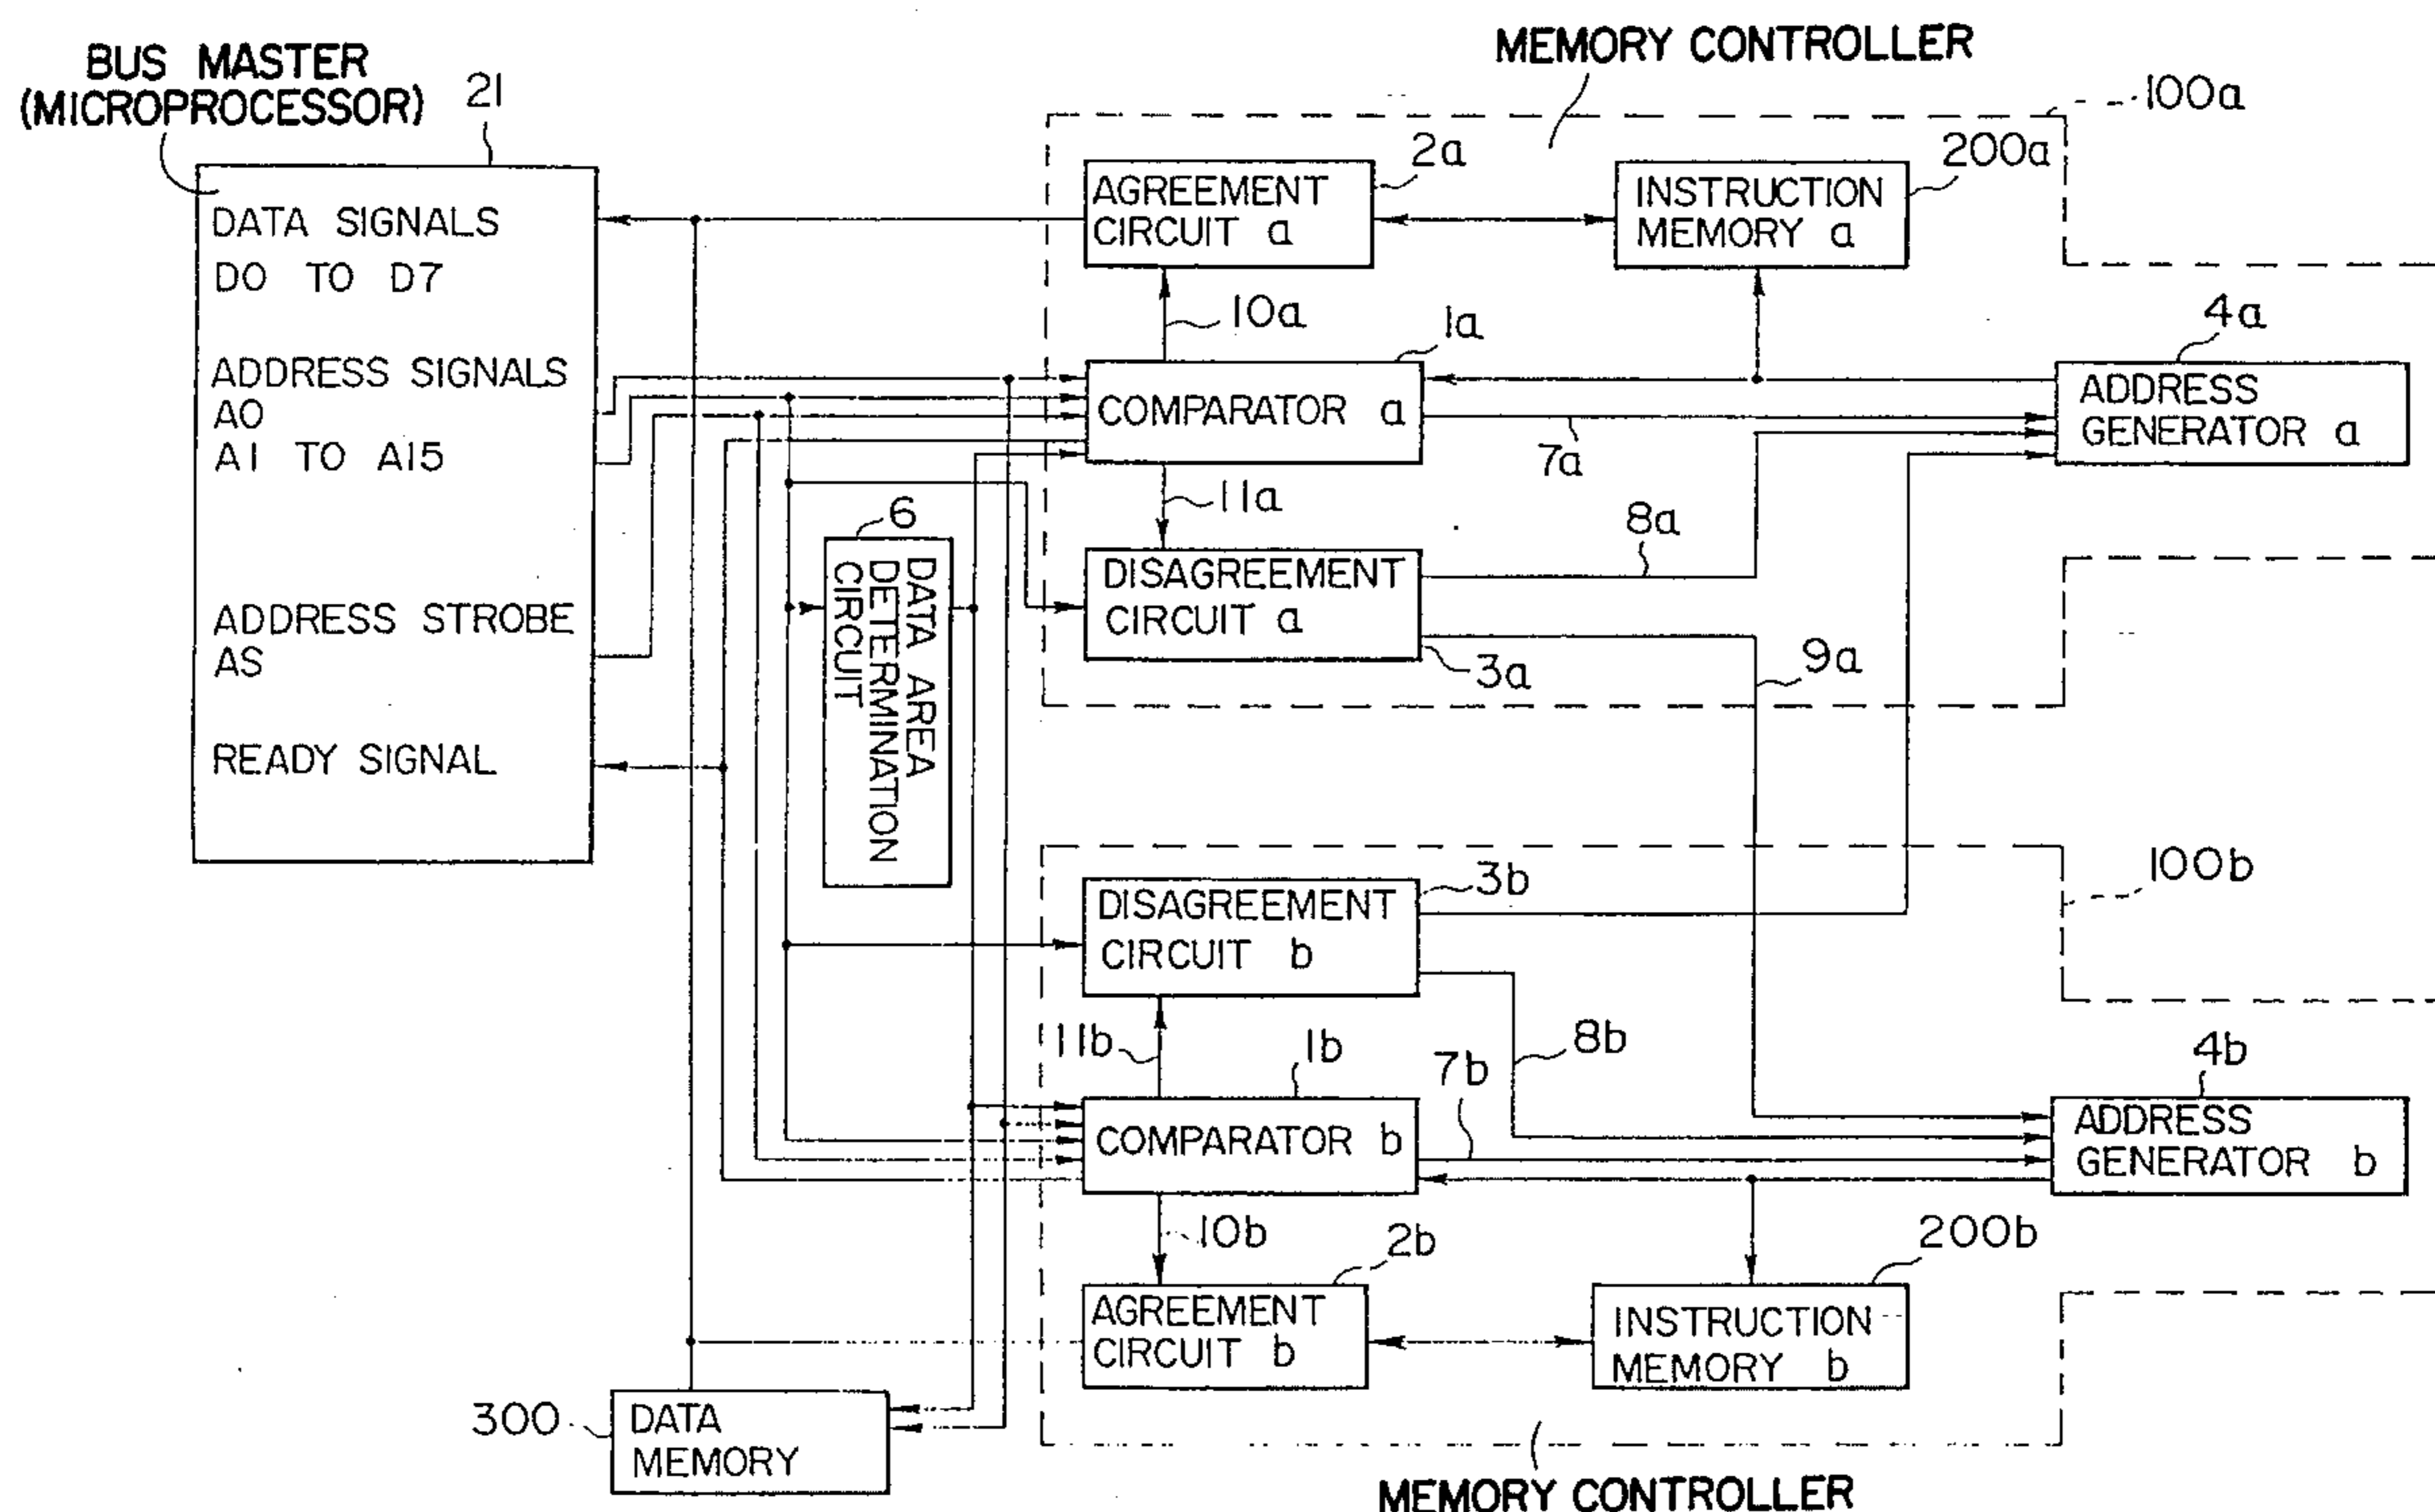 BUS MASTER
(MICROPROCESSOR)
21
DATA SIGNALS
D0 TO D7
ADDRESS SIGNALS
A0
A1 TO A15
ADDRESS STROBE
AS
READY SIGNAL
MEMORY CONTROLLER
100a
AGREEMENT
CIRCUIT a
2a
INSTRUCTION
MEMORY a
200a
10a
1a
COMPARATOR a
4a
ADDRESS
GENERATOR a
7a
11a
8a
6
DATA AREA
DETERMINATION
CIRCUIT
DISAGREEMENT
CIRCUIT a
3a
9a
100b
DISAGREEMENT
CIRCUIT b
3b
11b
1b
8b
7b
4b
COMPARATOR b
ADDRESS
GENERATOR b
10b
2b
200b
AGREEMENT
CIRCUIT b
INSTRUCTION
MEMORY b
300
DATA
MEMORY
MEMORY CONTROLLER